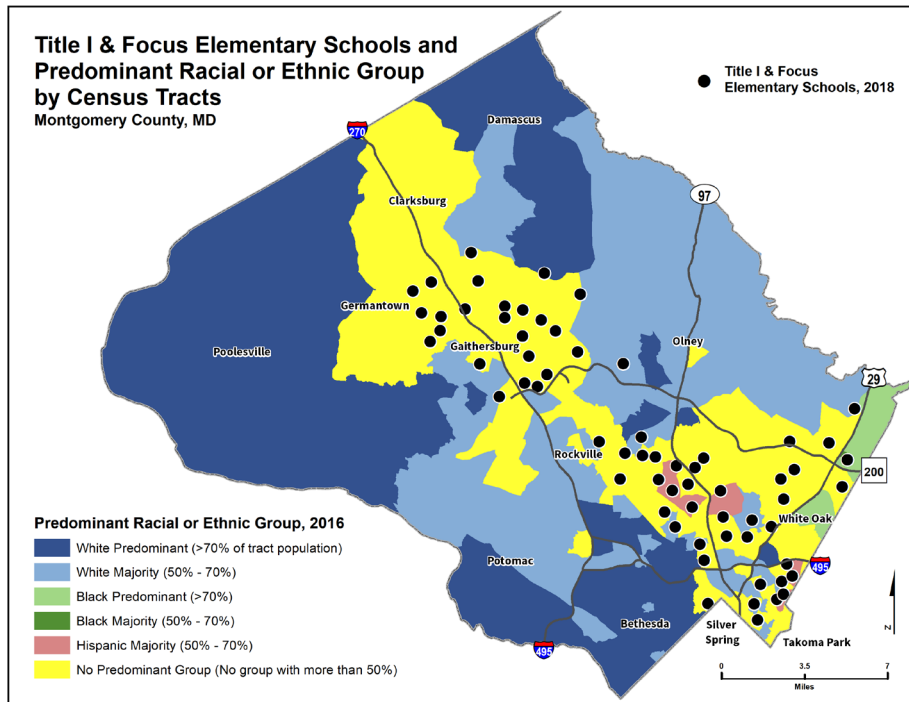 Title I & Focus Elementary Schools and
Predominant Racial or Ethnic Group
by Census Tracts
Montgomery County, MD
Title I & Focus
Elementary Schools, 2018
270
Damascus
97
Clarksburg
Germantown
Gaithersburg
Olney
Poolesville
29
Rockville
200
White Oak
Potomac
495
Bethesda
Silver
Spring
Takoma Park
495
Predominant Racial or Ethnic Group, 2016
White Predominant (>70% of tract population)
White Majority (50% - 70%)
Black Predominant (>70%)
Black Majority (50% - 70%)
Hispanic Majority (50% - 70%)
No Predominant Group (No group with more than 50%)
N
0 3.5 7
Miles